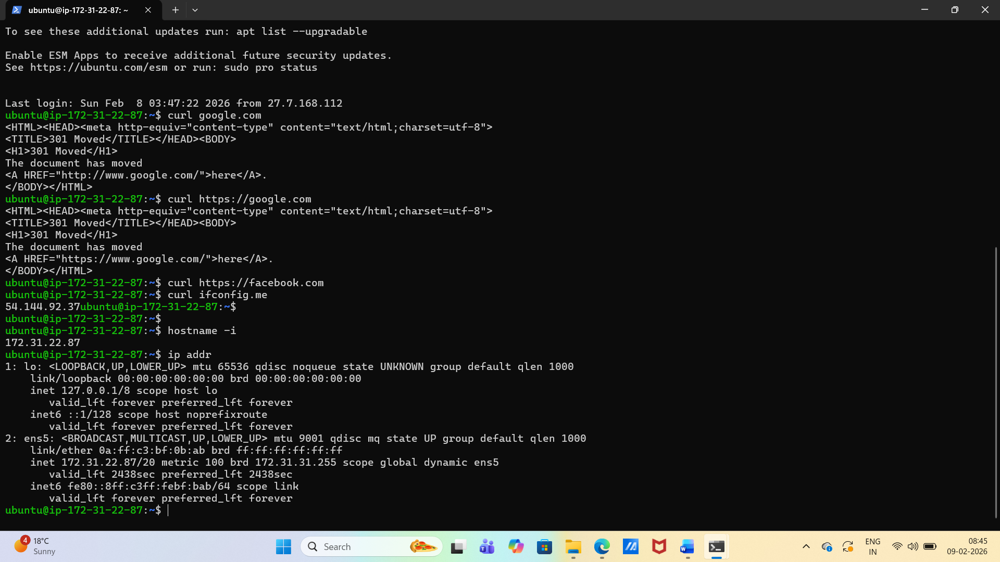 ubuntu@ip-172-31-22-87: ~
To see these additional updates run: apt list --upgradable
Enable ESM Apps to receive additional future security updates.
See https://ubuntu.com/esm or run: sudo pro status
Last login: Sun Feb  8 03:47:22 2026 from 27.7.168.112
ubuntu@ip-172-31-22-87:~$ curl google.com
<HTML><HEAD><meta http-equiv="content-type" content="text/html;charset=utf-8">
<TITLE>301 Moved</TITLE></HEAD><BODY>
<H1>301 Moved</H1>
The document has moved
<A HREF="http://www.google.com/">here</A>.
</BODY></HTML>
ubuntu@ip-172-31-22-87:~$ curl https://google.com
<HTML><HEAD><meta http-equiv="content-type" content="text/html;charset=utf-8">
<TITLE>301 Moved</TITLE></HEAD><BODY>
<H1>301 Moved</H1>
The document has moved
<A HREF="https://www.google.com/">here</A>.
</BODY></HTML>
ubuntu@ip-172-31-22-87:~$ curl https://facebook.com
ubuntu@ip-172-31-22-87:~$ curl ifconfig.me
54.144.92.37ubuntu@ip-172-31-22-87:~$
ubuntu@ip-172-31-22-87:~$
ubuntu@ip-172-31-22-87:~$ hostname -i
172.31.22.87
ubuntu@ip-172-31-22-87:~$ ip addr
1: lo: <LOOPBACK,UP,LOWER_UP> mtu 65536 qdisc noqueue state UNKNOWN group default qlen 1000
    link/loopback 00:00:00:00:00:00 brd 00:00:00:00:00:00
    inet 127.0.0.1/8 scope host lo
       valid_lft forever preferred_lft forever
    inet6 ::1/128 scope host noprefixroute
       valid_lft forever preferred_lft forever
2: ens5: <BROADCAST,MULTICAST,UP,LOWER_UP> mtu 9001 qdisc mq state UP group default qlen 1000
    link/ether 0a:ff:c3:bf:0b:ab brd ff:ff:ff:ff:ff:ff
    inet 172.31.22.87/20 metric 100 brd 172.31.31.255 scope global dynamic ens5
       valid_lft 2438sec preferred_lft 2438sec
    inet6 fe80::8ff:c3ff:febf:bab/64 scope link
       valid_lft forever preferred_lft forever
ubuntu@ip-172-31-22-87:~$
4
18°C
Sunny
Search
ENG
IN
08:45
09-02-2026